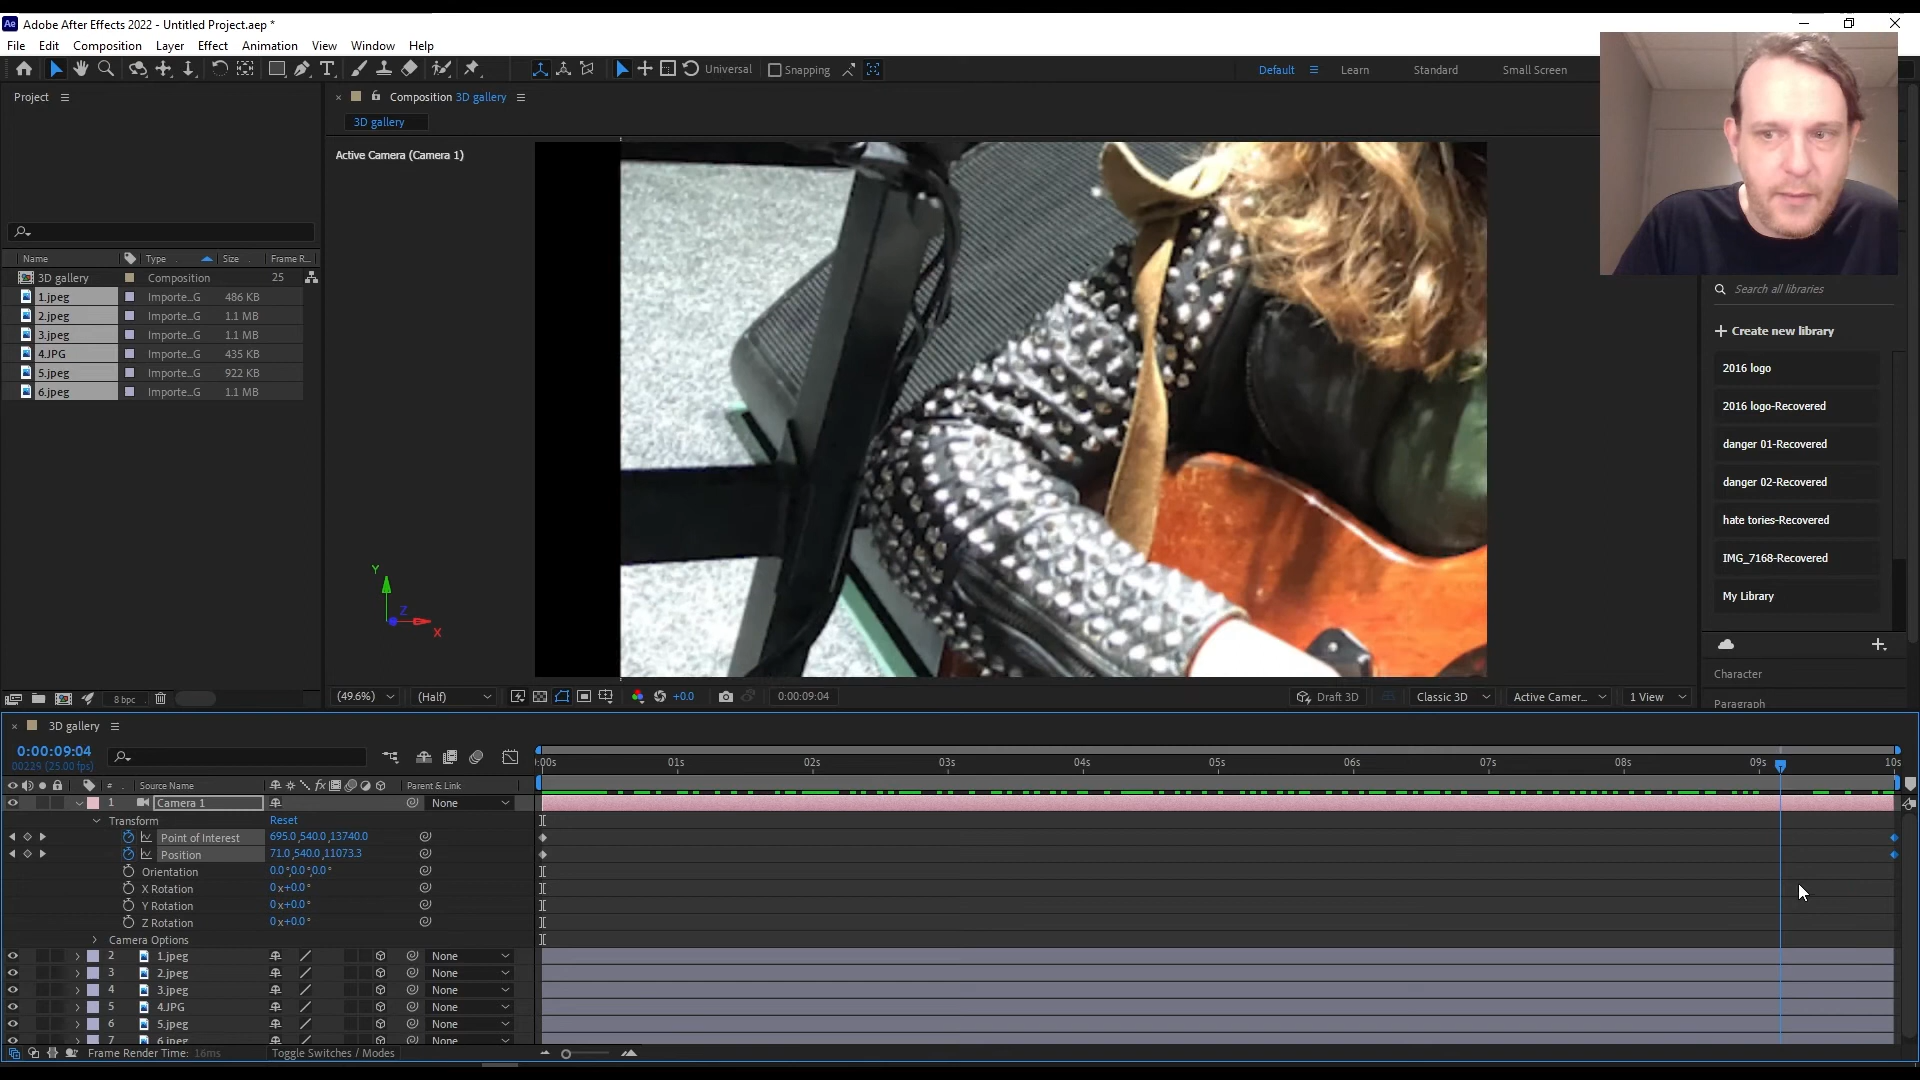 Ae Adobe After Effects 2022 - Untitled Project.aep *
File Edit Composition Layer Effect Animation Translation View Window Help
Universal Snapping Default Learn Standard Small Screen
Project
Composition 3D gallery
3D gallery
Active Camera (Camera 1)
Name Type Size Frame R...
3D gallery Composition 25
1.jpeg Importe...G 486 KB
2.jpeg Importe...G 1.1 MB
3.jpeg Importe...G 1.1 MB
4.JPG Importe...G 435 KB
5.jpeg Importe...G 922 KB
6.jpeg Importe...G 1.1 MB
Search all libraries
Create new library
2016 logo
2016 logo-Recovered
danger 01-Recovered
danger 02-Recovered
hate tories-Recovered
IMG_7168-Recovered
My Library
Character
Paragraph
Y
Z
X
8 bpc
(49.6%) (Half) +0.0 0:00:09:04 Draft 3D Classic 3D Active Camer... 1 View
3D gallery
0:00:09:04
00229 (25.00 fps)
:00s 01s 02s 03s 04s 05s 06s 07s 08s 09s 10s
# Source Name fx Parent & Link
1 Camera 1 None
Transform Reset
Point of Interest 695.0,540.0,13740.0
Position 71.0,540.0,11073.3
Orientation 0.0°,0.0°,0.0°
X Rotation 0x+0.0°
Y Rotation 0x+0.0°
Z Rotation 0x+0.0°
Camera Options
2 1.jpeg None
3 2.jpeg None
4 3.jpeg None
5 4.JPG None
6 5.jpeg None
7 6.jpeg None
Frame Render Time: 16ms Toggle Switches / Modes